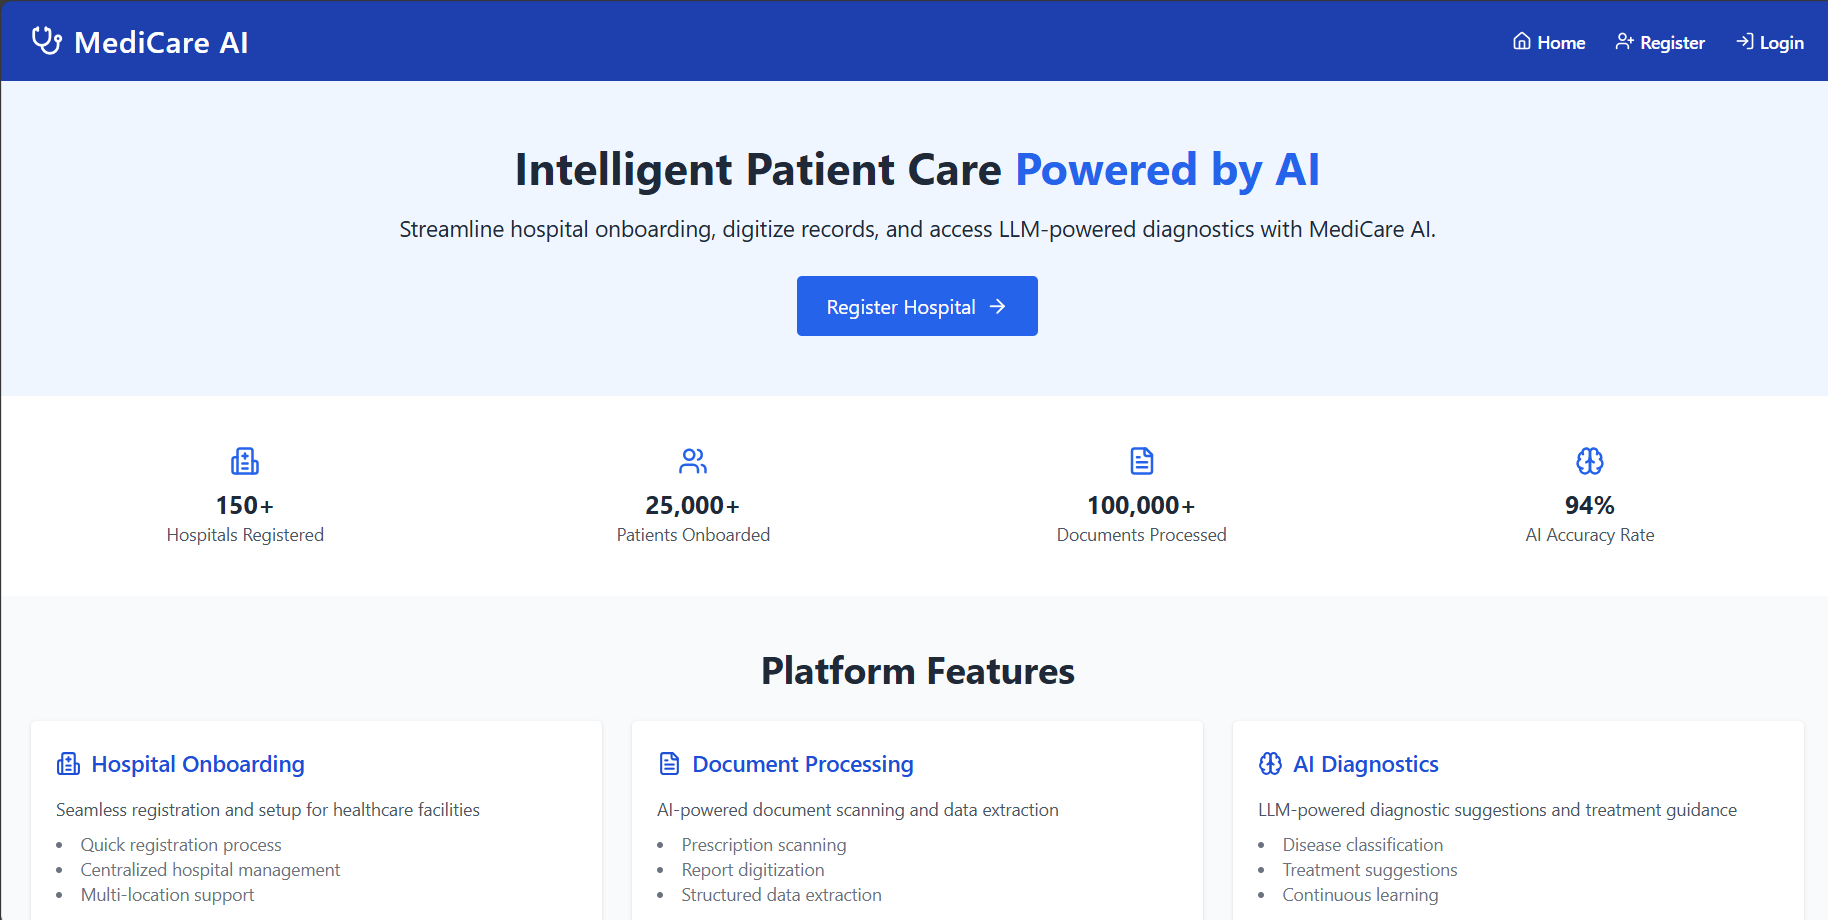 MediCare AI
Home
Register
Login
Intelligent Patient Care Powered by AI
Streamline hospital onboarding, digitize records, and access LLM-powered diagnostics with MediCare AI.
Register Hospital
150+
Hospitals Registered
25,000+
Patients Onboarded
100,000+
Documents Processed
94%
AI Accuracy Rate
Platform Features
Hospital Onboarding
Seamless registration and setup for healthcare facilities
• Quick registration process
• Centralized hospital management
• Multi-location support
Document Processing
AI-powered document scanning and data extraction
• Prescription scanning
• Report digitization
• Structured data extraction
AI Diagnostics
LLM-powered diagnostic suggestions and treatment guidance
• Disease classification
• Treatment suggestions
• Continuous learning